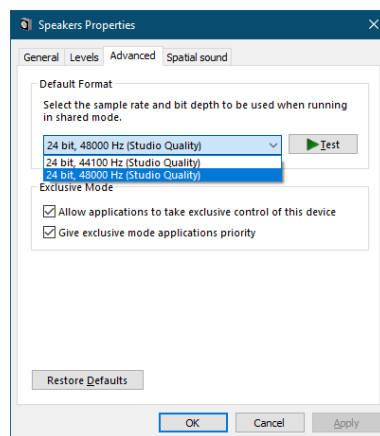 Speakers Properties
General Levels Advanced Spatial sound
Default Format
Select the sample rate and bit depth to be used when running
in shared mode.
24 bit, 48000 Hz (Studio Quality)
Test
24 bit, 44100 Hz (Studio Quality)
24 bit, 48000 Hz (Studio Quality)
Exclusive Mode
Allow applications to take exclusive control of this device
Give exclusive mode applications priority
Restore Defaults
OK Cancel Apply